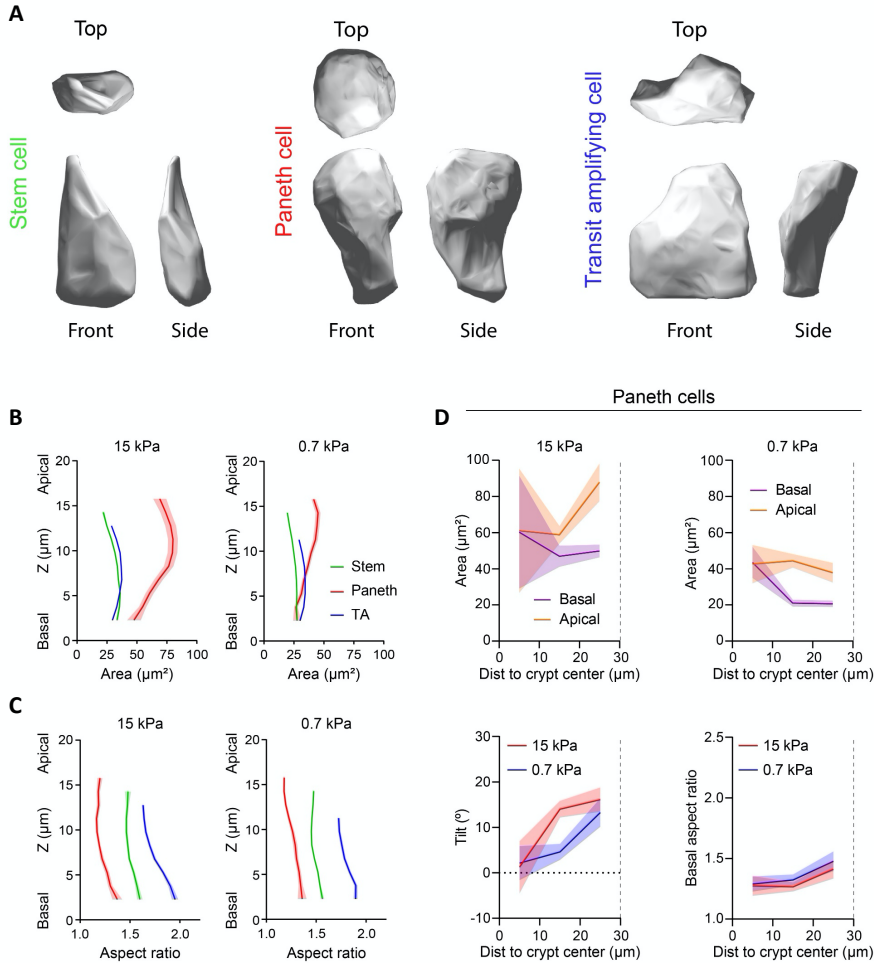 A
Top
Top
Top
Stem cell
Paneth cell
Transit amplifying cell
Front
Side
Front
Side
Front
Side
B
15 kPa
0.7 kPa
20
15
10
5
0
Basal
Z (µm)
Apical
0
25
50
75
100
Area (µm²)
20
15
10
5
0
Basal
Z (µm)
Apical
0
25
50
75
100
Area (µm²)
Stem
Paneth
TA
C
15 kPa
0.7 kPa
20
15
10
5
0
Basal
Z (µm)
Apical
1.0
1.5
2.0
Aspect ratio
20
15
10
5
0
Basal
Z (µm)
Apical
1.0
1.5
2.0
Aspect ratio
D
Paneth cells
15 kPa
0.7 kPa
100
80
60
40
20
0
Area (µm²)
Basal
Apical
0
10
20
30
Dist to crypt center (µm)
100
80
60
40
20
0
Area (µm²)
Basal
Apical
0
10
20
30
Dist to crypt center (µm)
30
20
10
0
-10
Tilt (º)
15 kPa
0.7 kPa
0
10
20
30
Dist to crypt center (µm)
2.5
2.0
1.5
1.0
Basal aspect ratio
15 kPa
0.7 kPa
0
10
20
30
Dist to crypt center (µm)